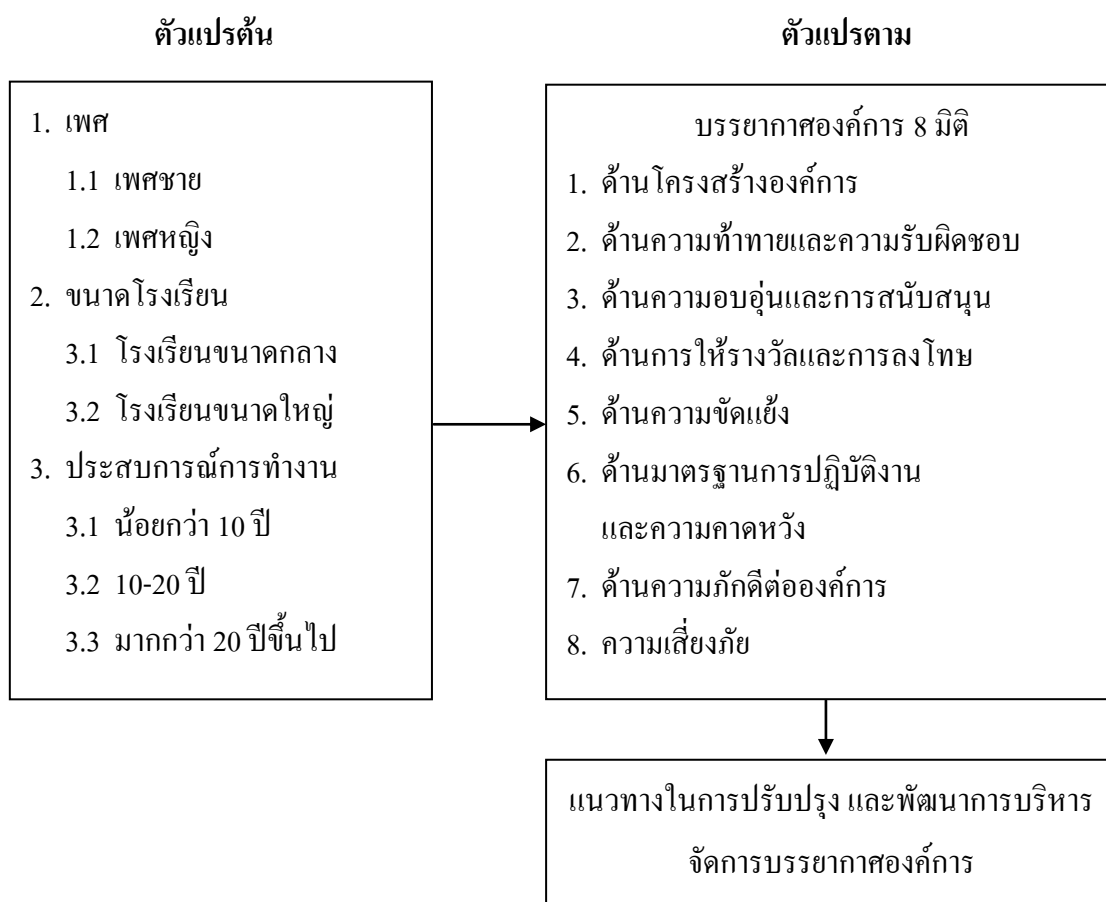 ตัวแปรต้น
1. เพศ
1.1 เพศชาย
1.2 เพศหญิง
2. ขนาดโรงเรียน
3.1 โรงเรียนขนาดกลาง
3.2 โรงเรียนขนาดใหญ่
3. ประสบการณ์การทำงาน
3.1 น้อยกว่า 10 ปี
3.2 10-20 ปี
3.3 มากกว่า 20 ปีขึ้นไป
ตัวแปรตาม
บรรยากาศองค์การ 8 มิติ
1. ด้านโครงสร้างองค์การ
2. ด้านความท้าทายและความรับผิดชอบ
3. ด้านความอบอุ่นและการสนับสนุน
4. ด้านการให้รางวัลและการลงโทษ
5. ด้านความขัดแย้ง
6. ด้านมาตรฐานการปฏิบัติงาน
และความคาดหวัง
7. ด้านความภักดีต่อองค์การ
8. ความเสี่ยงภัย
แนวทางในการปรับปรุง และพัฒนาการบริหาร
จัดการบรรยากาศองค์การ